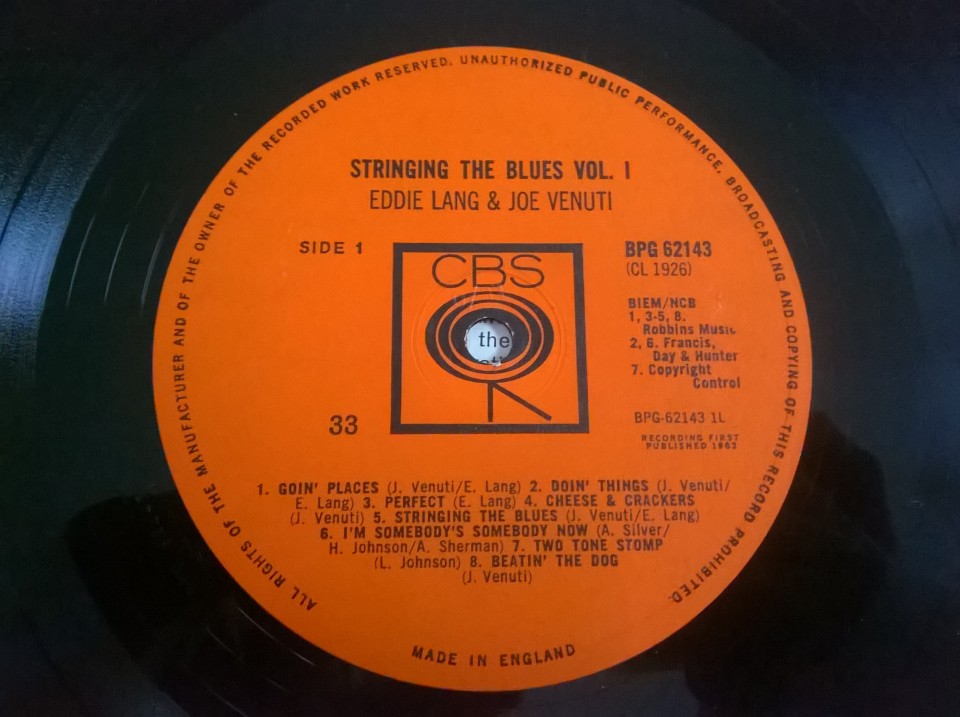 ALL RIGHTS OF THE MANUFACTURER AND OF THE OWNER OF THE RECORDED WORK RESERVED. UNAUTHORIZED PUBLIC PERFORMANCE, BROADCASTING AND COPYING OF THIS RECORD PROHIBITED.
STRINGING THE BLUES VOL. I
EDDIE LANG & JOE VENUTI
SIDE 1
CBS
the
BPG 62143
(CL 1926)
BIEM/NCB
1, 3-5, 8.
Robbins Music
2, 6. Francis,
Day & Hunter
7. Copyright
Control
33
BPG-62143 1L
RECORDING FIRST
PUBLISHED 1963
1. GOIN' PLACES (J. Venuti/E. Lang) 2. DOIN' THINGS (J. Venuti/
E. Lang) 3. PERFECT (E. Lang) 4. CHEESE & CRACKERS
(J. Venuti) 5. STRINGING THE BLUES (J. Venuti/E. Lang)
6. I'M SOMEBODY'S SOMEBODY NOW (A. Silver/
H. Johnson/A. Sherman) 7. TWO TONE STOMP
(L. Johnson) 8. BEATIN' THE DOG
(J. Venuti)
MADE IN ENGLAND